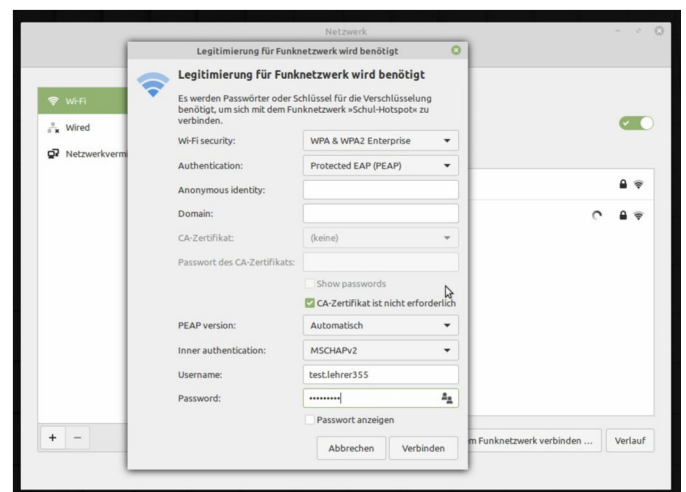 Netzwerk
Legitimierung für Funknetzwerk wird benötigt
Legitimierung für Funknetzwerk wird benötigt
Es werden Passwörter oder Schlüssel für die Verschlüsselung
benötigt, um sich mit dem Funknetzwerk »Schul-Hotspot« zu
verbinden.
Wi-Fi
Wired
Netzwerkvermi
Wi-Fi security: WPA & WPA2 Enterprise
Authentication: Protected EAP (PEAP)
Anonymous identity:
Domain:
CA-Zertifikat: (keine)
Passwort des CA-Zertifikats:
Show passwords
CA-Zertifikat ist nicht erforderlich
PEAP version: Automatisch
Inner authentication: MSCHAPv2
Username: test.lehrer355
Password: •••••••••
Passwort anzeigen
Abbrechen Verbinden
+ −
em Funknetzwerk verbinden ... Verlauf